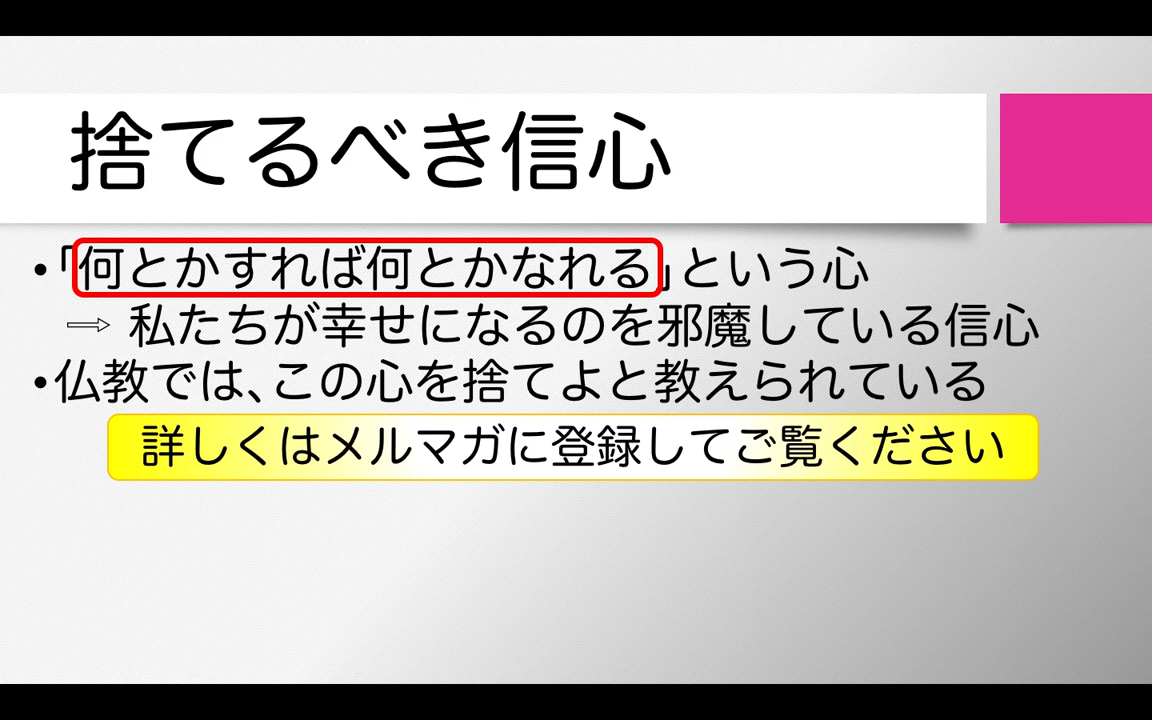 捨てるべき信心
•「何とかすれば何とかなれる」という心
⇨ 私たちが幸せになるのを邪魔している信心
•仏教では、この心を捨てよと教えられている
詳しくはメルマガに登録してご覧ください